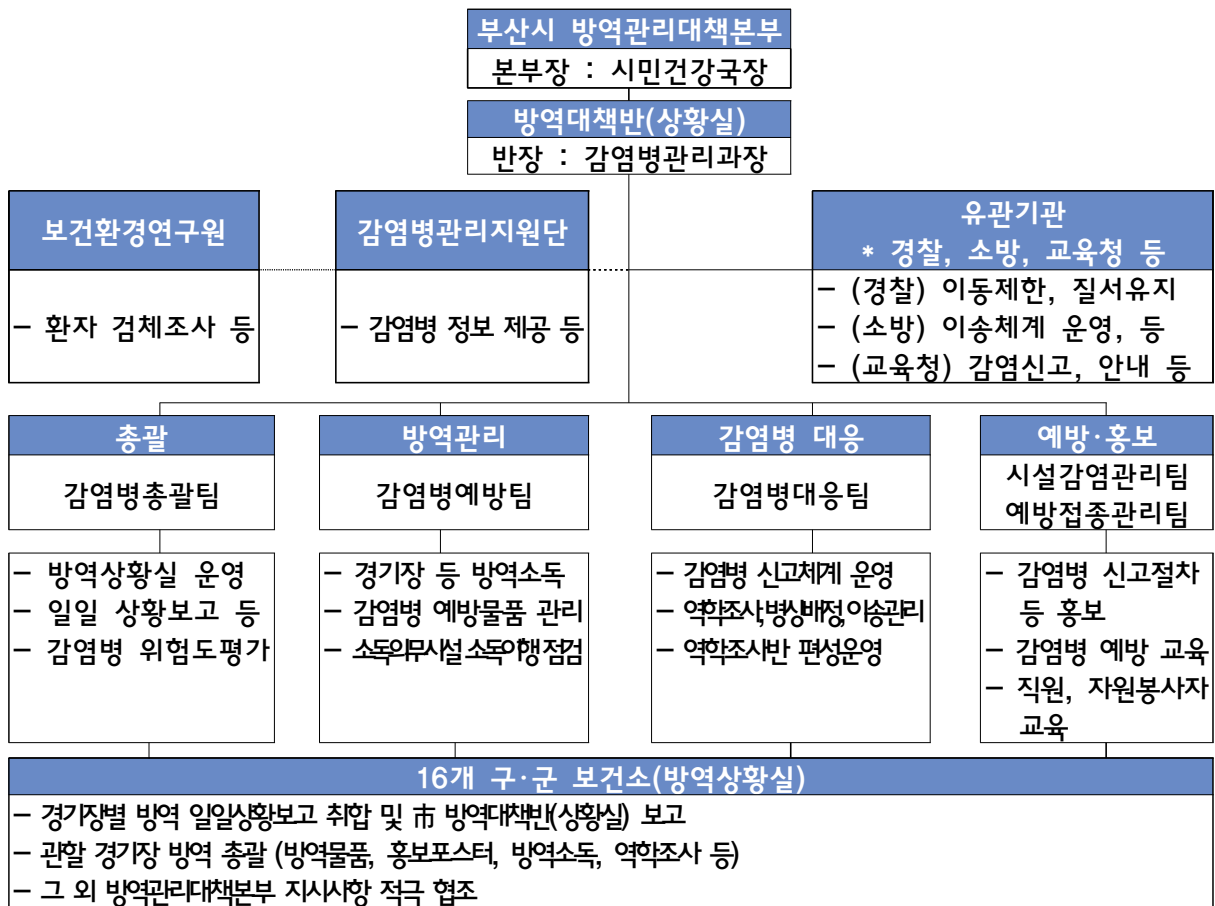 부산시 방역관리대책본부
본부장 : 시민건강국장
방역대책반(상황실)
반장 : 감염병관리과장
보건환경연구원
- 환자 검체조사 등
감염병관리지원단
- 감염병 정보 제공 등
유관기관
* 경찰, 소방, 교육청 등
- (경찰) 이동제한, 질서유지
- (소방) 이송체계 운영, 등
- (교육청) 감염신고, 안내 등
총괄
감염병총괄팀
- 방역상황실 운영
- 일일 상황보고 등
- 감염병 위험도평가
방역관리
감염병예방팀
- 경기장 등 방역소독
- 감염병 예방물품 관리
- 소독의무시설 소독이행 점검
감염병 대응
감염병대응팀
- 감염병 신고체계 운영
- 역학조사, 병상배정, 이송관리
- 역학조사반 편성운영
예방·홍보
시설감염관리팀
예방접종관리팀
- 감염병 신고절차
등 홍보
- 감염병 예방 교육
- 직원, 자원봉사자
교육
16개 구·군 보건소(방역상황실)
- 경기장별 방역 일일상황보고 취합 및 市 방역대책반(상황실) 보고
- 관할 경기장 방역 총괄 (방역물품, 홍보포스터, 방역소독, 역학조사 등)
- 그 외 방역관리대책본부 지시사항 적극 협조